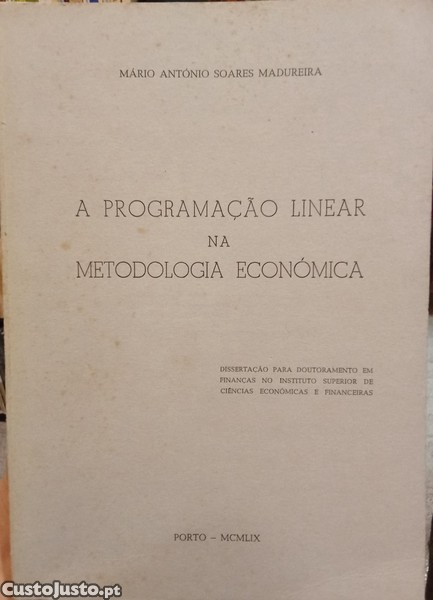 MÁRIO ANTÓNIO SOARES MADUREIRA
A PROGRAMAÇÃO LINEAR
NA
METODOLOGIA ECONÓMICA
DISSERTAÇÃO PARA DOUTORAMENTO EM
FINANÇAS NO INSTITUTO SUPERIOR DE
CIÊNCIAS ECONÓMICAS E FINANCEIRAS
PORTO – MCMLIX
CustoJusto.pt